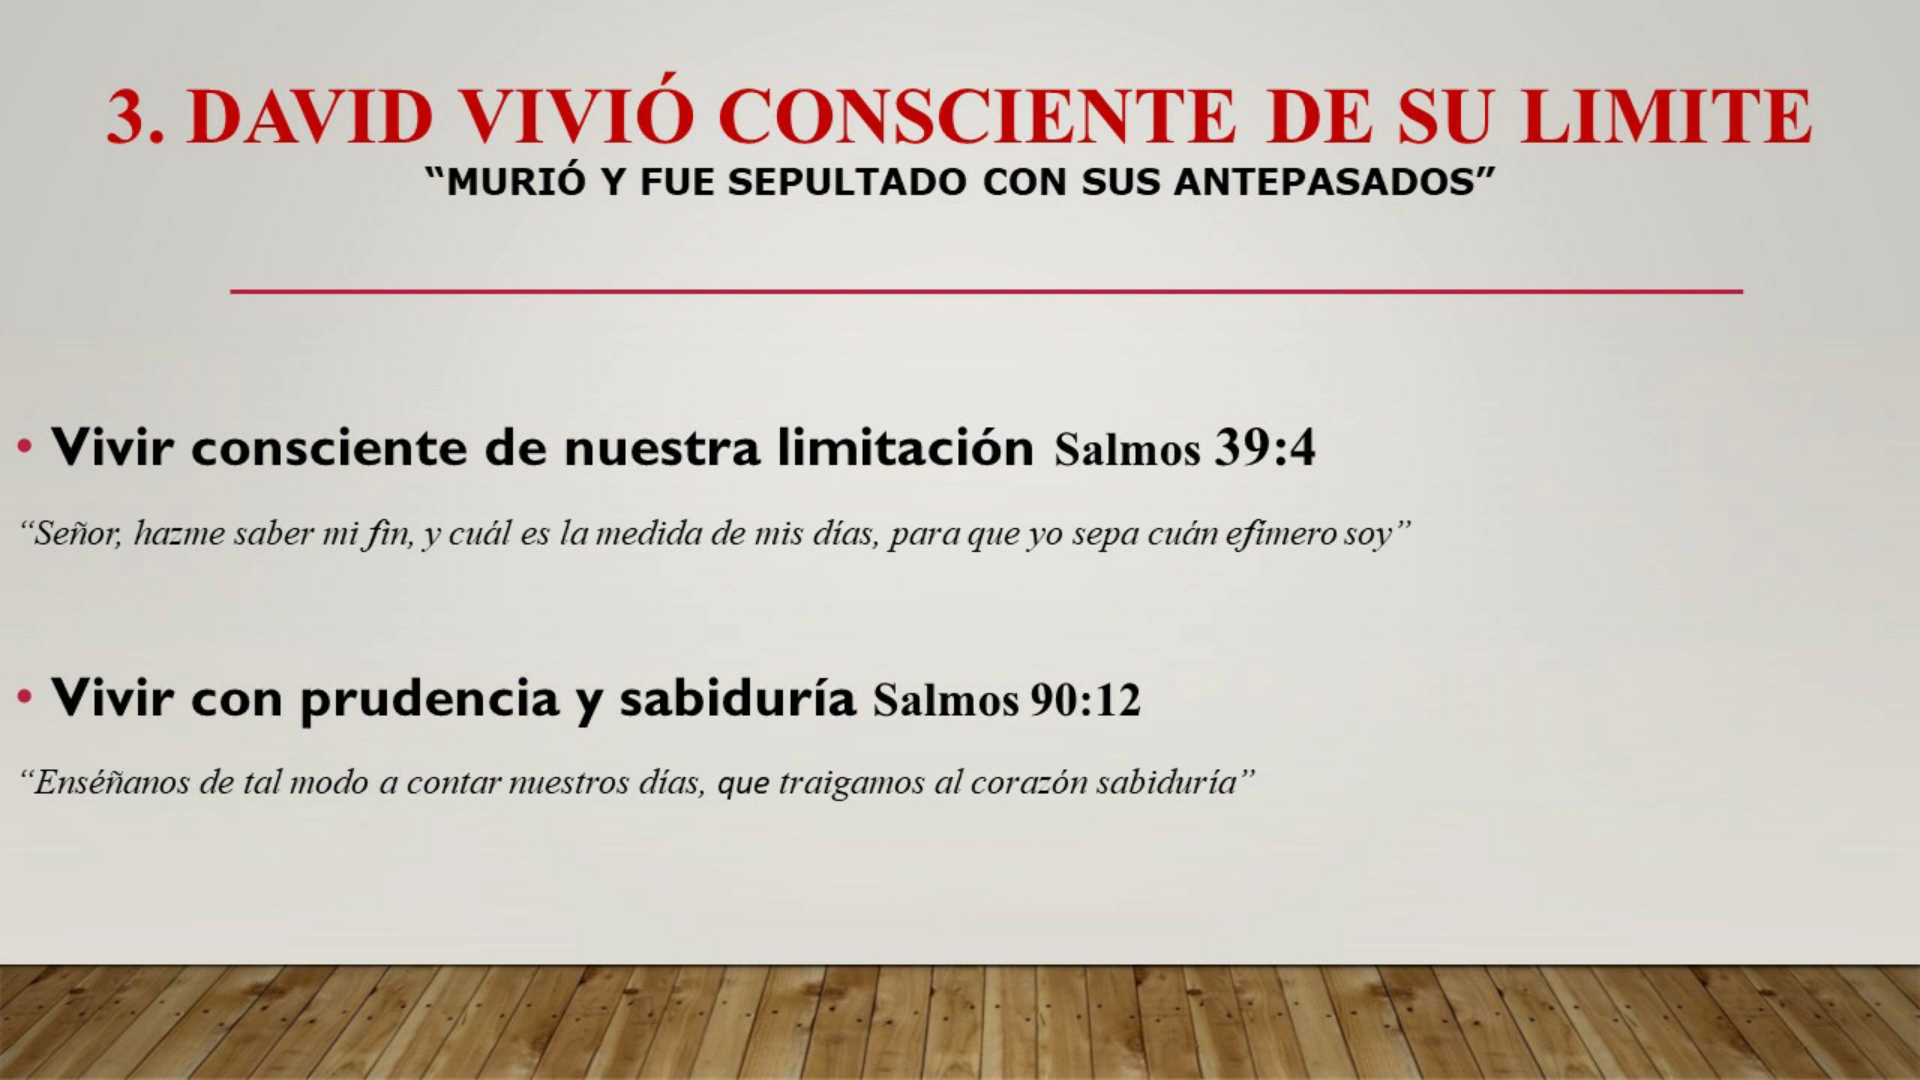 3. DAVID VIVIÓ CONSCIENTE DE SU LIMITE
“MURIÓ Y FUE SEPULTADO CON SUS ANTEPASADOS”
• Vivir consciente de nuestra limitación Salmos 39:4
“Señor, hazme saber mi fin, y cuál es la medida de mis días, para que yo sepa cuán efímero soy”
• Vivir con prudencia y sabiduría Salmos 90:12
“Enséñanos de tal modo a contar nuestros días, que traigamos al corazón sabiduría”